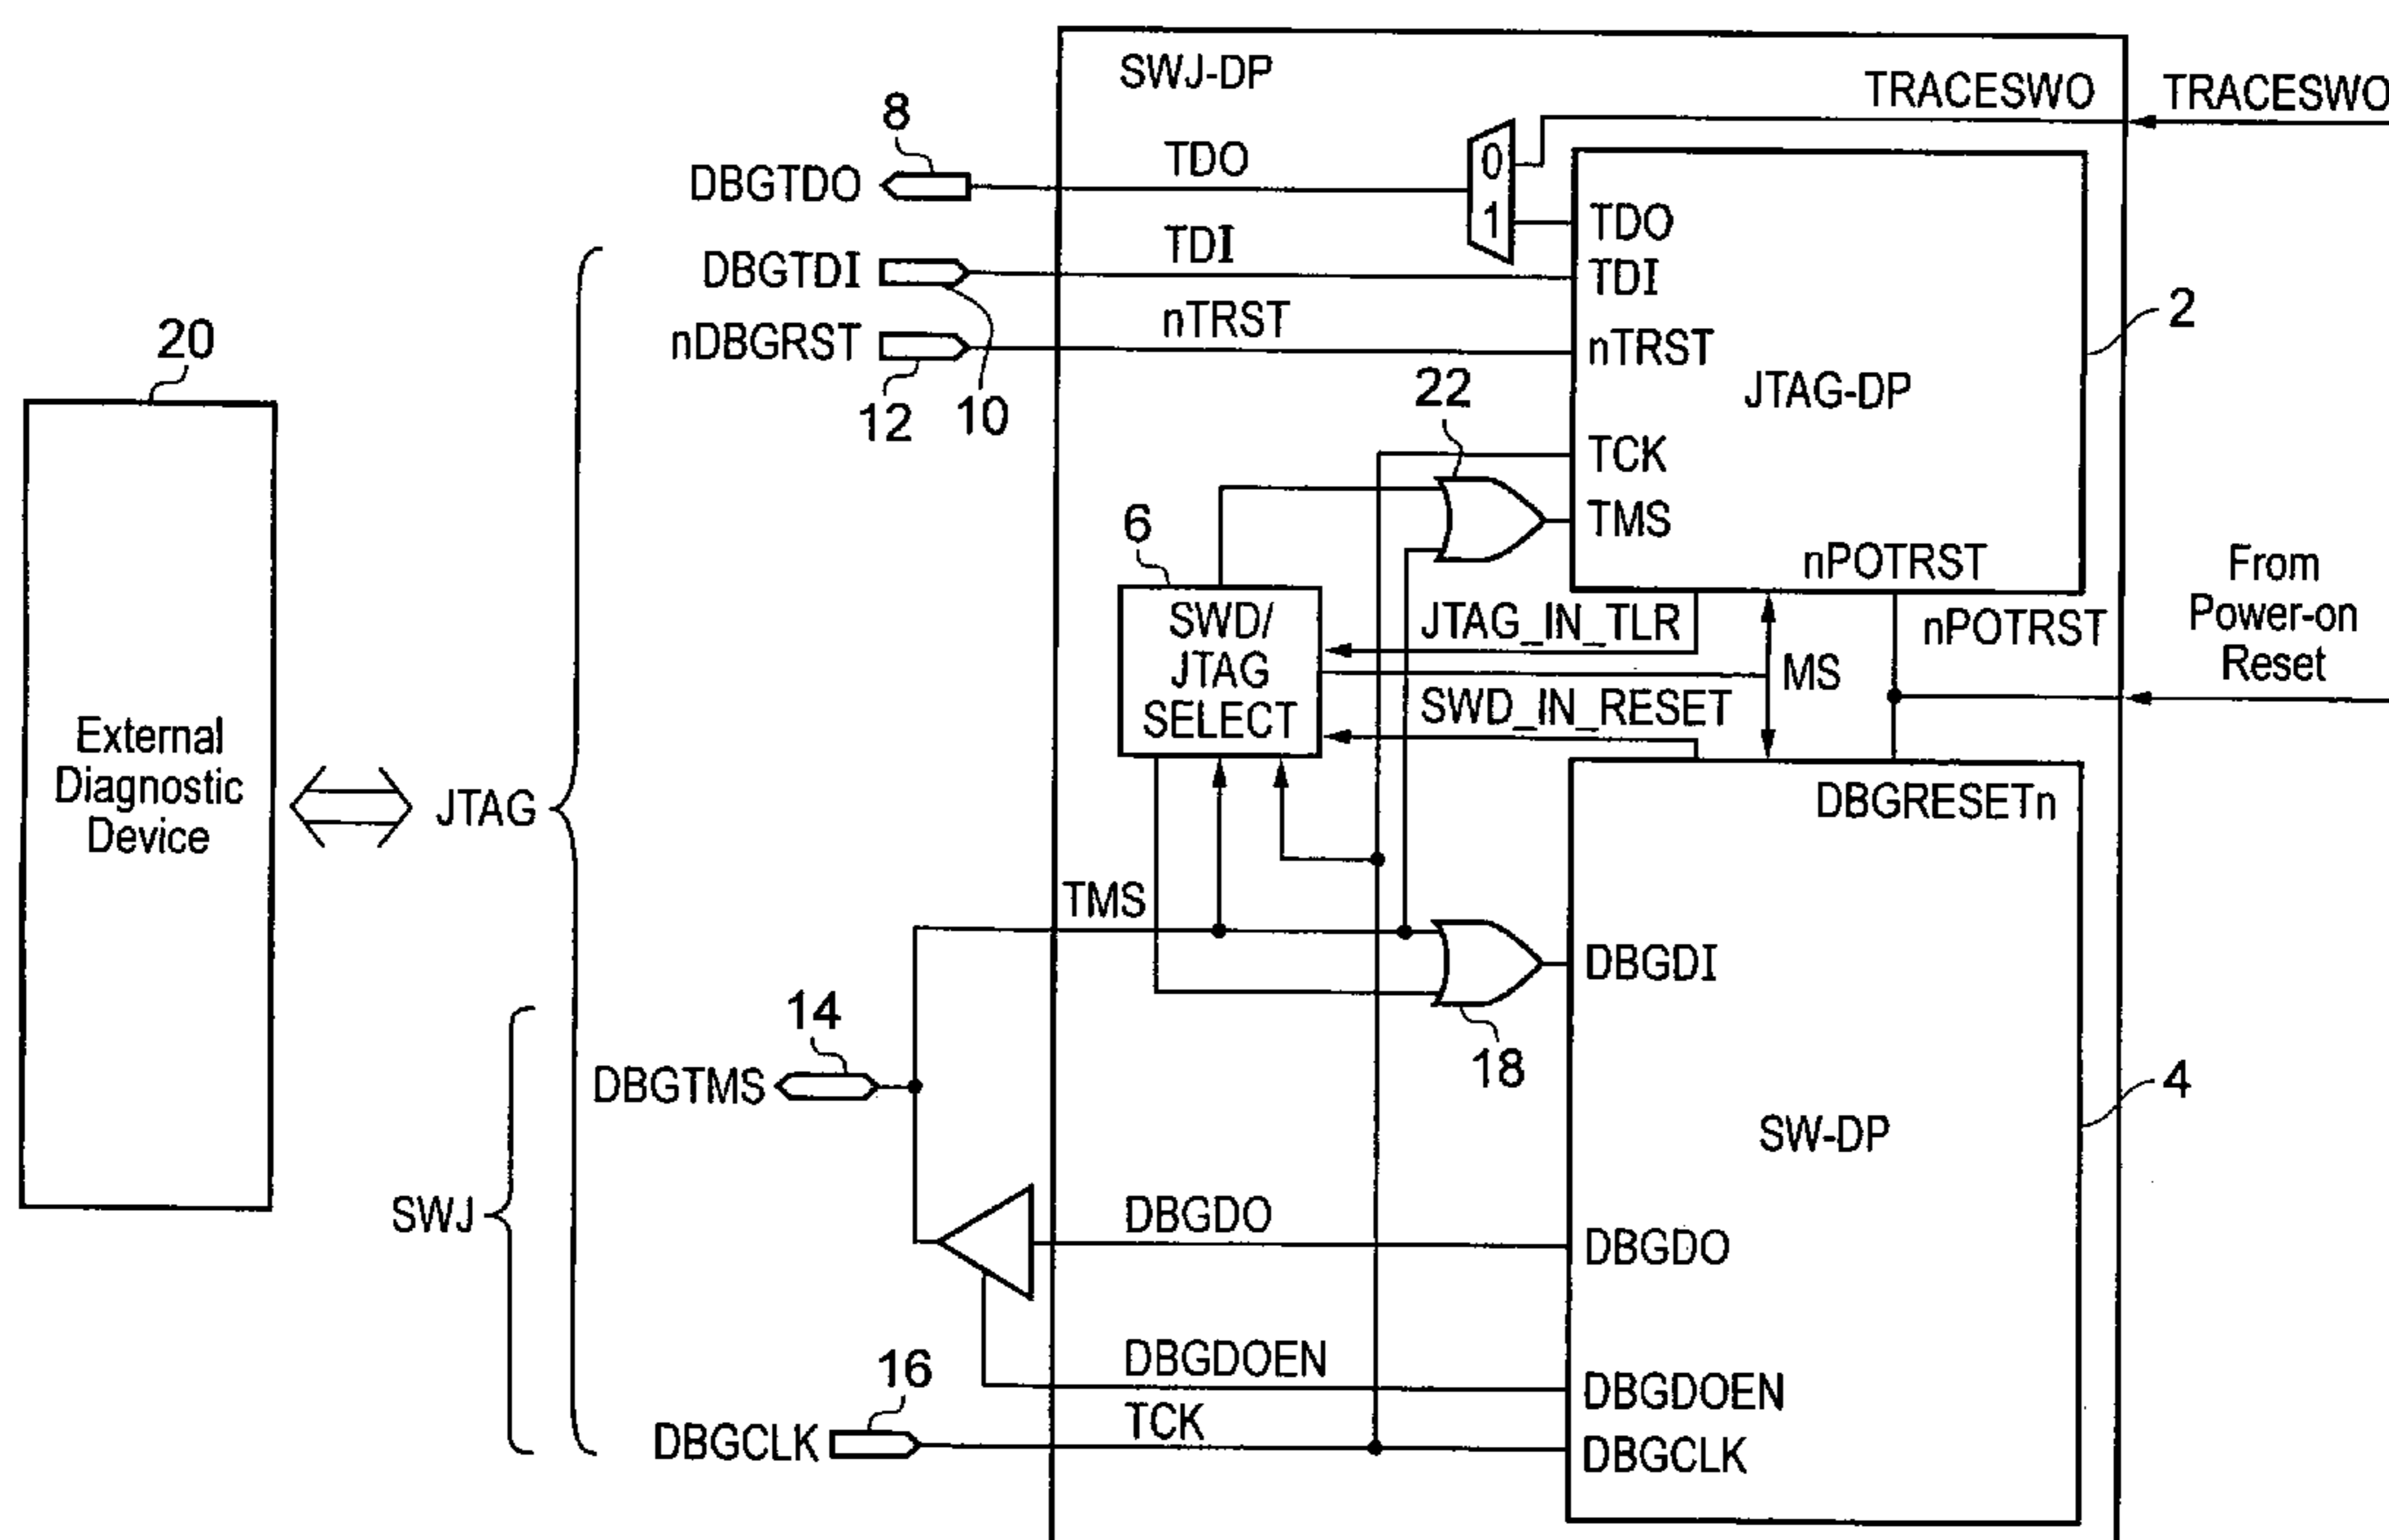 SWJ-DP
TRACESWO
TRACESWO
8
DBGTDO
TDO
0
1
TDO
DBGTDI
TDI
TDI
10
nDBGRST
nTRST
nTRST
12
2
JTAG-DP
20
22
TCK
TMS
6
SWD/
JTAG
SELECT
nPOTRST
nPOTRST
JTAG_IN_TLR
MS
SWD_IN_RESET
From
Power-on
Reset
External
Diagnostic
Device
JTAG
DBGRESETn
TMS
DBGDI
18
14
DBGTMS
4
SW-DP
SWJ
DBGDO
DBGDO
DBGDOEN
DBGDOEN
16
DBGCLK
TCK
DBGCLK